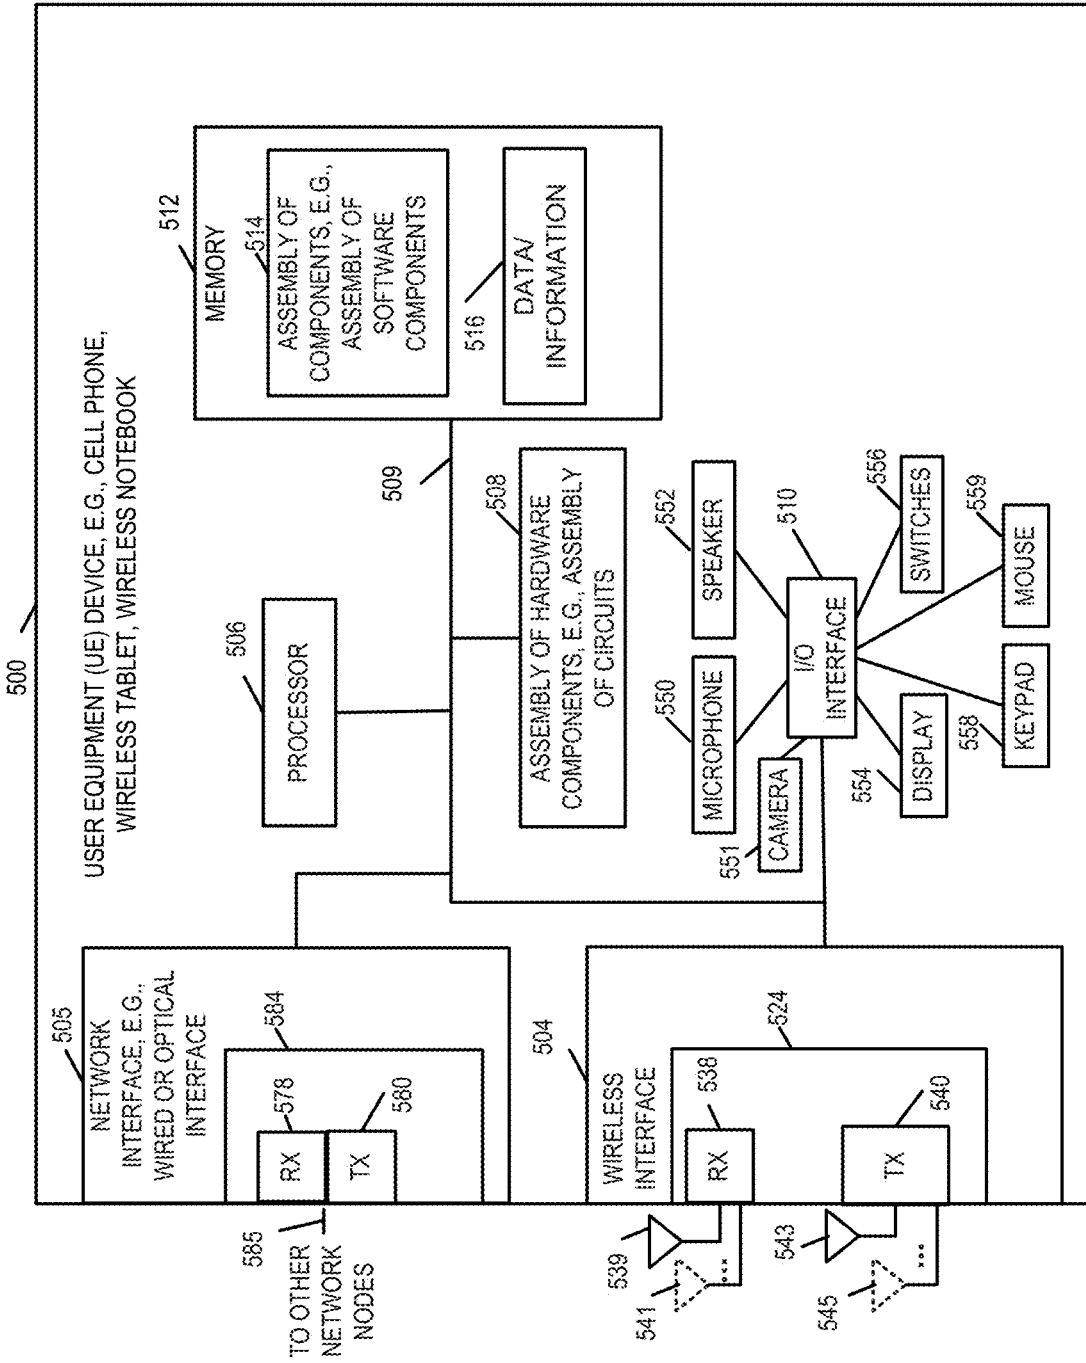 500
USER EQUIPMENT (UE) DEVICE, E.G., CELL PHONE,
WIRELESS TABLET, WIRELESS NOTEBOOK
505
NETWORK
INTERFACE, E.G.,
WIRED OR OPTICAL
INTERFACE
584
578
RX
580
TX
585
TO OTHER
NETWORK
NODES
506
PROCESSOR
512
MEMORY
514
ASSEMBLY OF
COMPONENTS, E.G.,
ASSEMBLY OF
SOFTWARE
COMPONENTS
516
DATA/
INFORMATION
509
508
ASSEMBLY OF HARDWARE
COMPONENTS, E.G., ASSEMBLY
OF CIRCUITS
504
WIRELESS
INTERFACE
524
538
RX
540
TX
539
541
543
545
550
MICROPHONE
552
SPEAKER
551
CAMERA
510
I/O
INTERFACE
554
DISPLAY
556
SWITCHES
558
KEYPAD
559
MOUSE